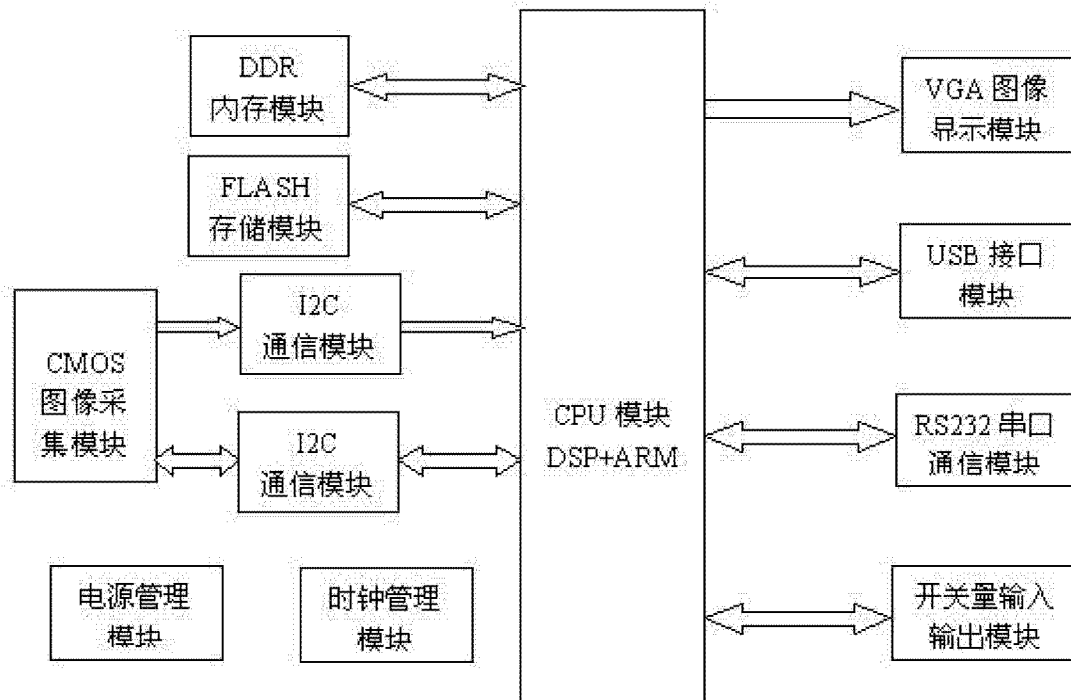 DDR
内存模块
FLASH
存储模块
CMOS
图像采
集模块
I2C
通信模块
I2C
通信模块
电源管理
模块
时钟管理
模块
CPU 模块
DSP+ARM
VGA 图像
显示模块
USB 接口
模块
RS232 串口
通信模块
开关量输入
输出模块